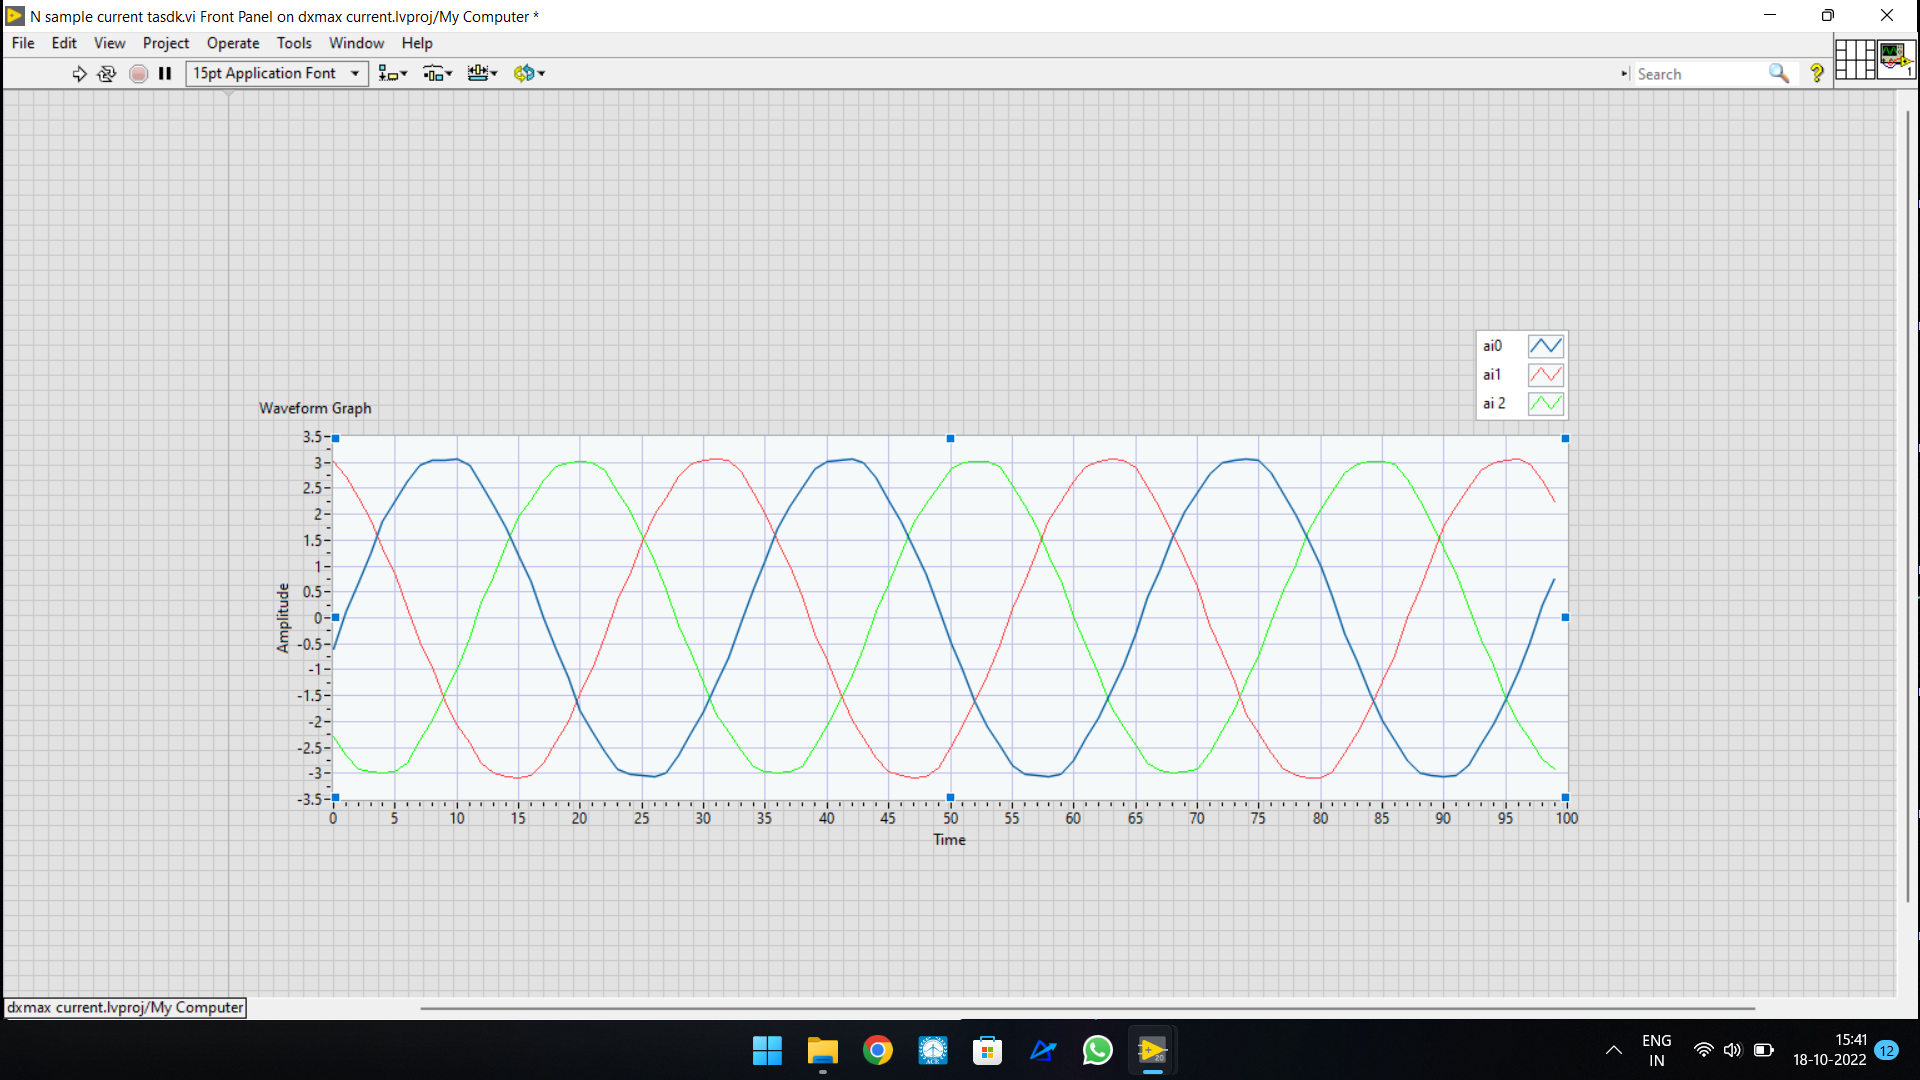 N sample current tasdk.vi Front Panel on dxmax current.lvproj/My Computer *
File Edit View Project Operate Tools Window Help
15pt Application Font
Search
1
ai0
ai1
ai 2
Waveform Graph
3.5
3
2.5
2
1.5
1
0.5
0
-0.5
-1
-1.5
-2
-2.5
-3
-3.5
Amplitude
0 5 10 15 20 25 30 35 40 45 50 55 60 65 70 75 80 85 90 95 100
Time
dxmax current.lvproj/My Computer
ACE
20
ENG
IN
15:41
18-10-2022
12